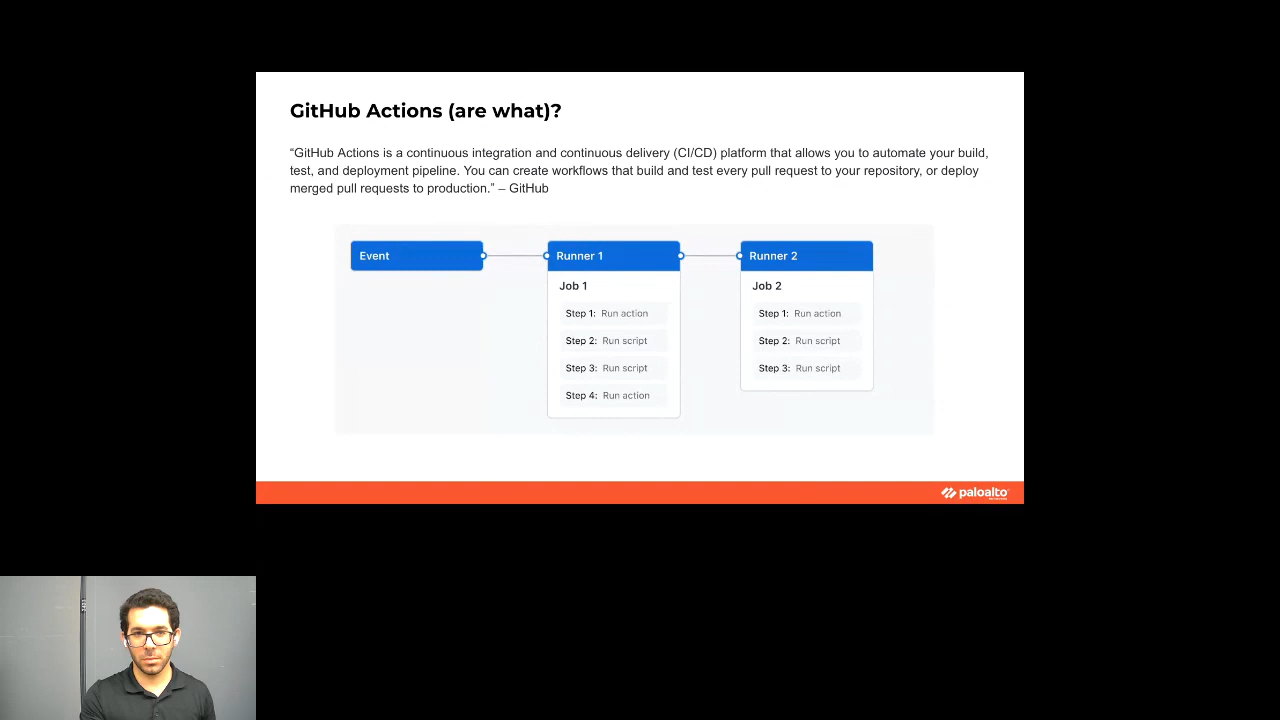 GitHub Actions (are what)?
“GitHub Actions is a continuous integration and continuous delivery (CI/CD) platform that allows you to automate your build,
test, and deployment pipeline. You can create workflows that build and test every pull request to your repository, or deploy
merged pull requests to production.” – GitHub
Event
Runner 1
Job 1
Step 1: Run action
Step 2: Run script
Step 3: Run script
Step 4: Run action
Runner 2
Job 2
Step 1: Run action
Step 2: Run script
Step 3: Run script
paloalto